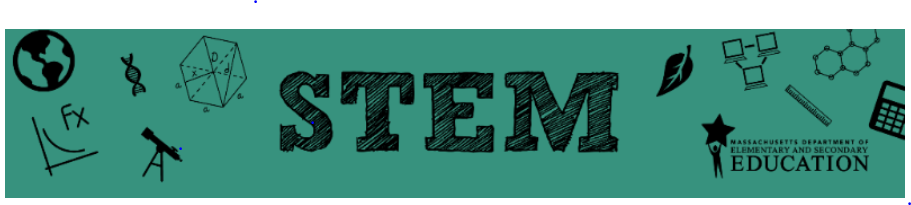 STEM
Fx
MASSACHUSETTS DEPARTMENT OF
ELEMENTARY AND SECONDARY
EDUCATION